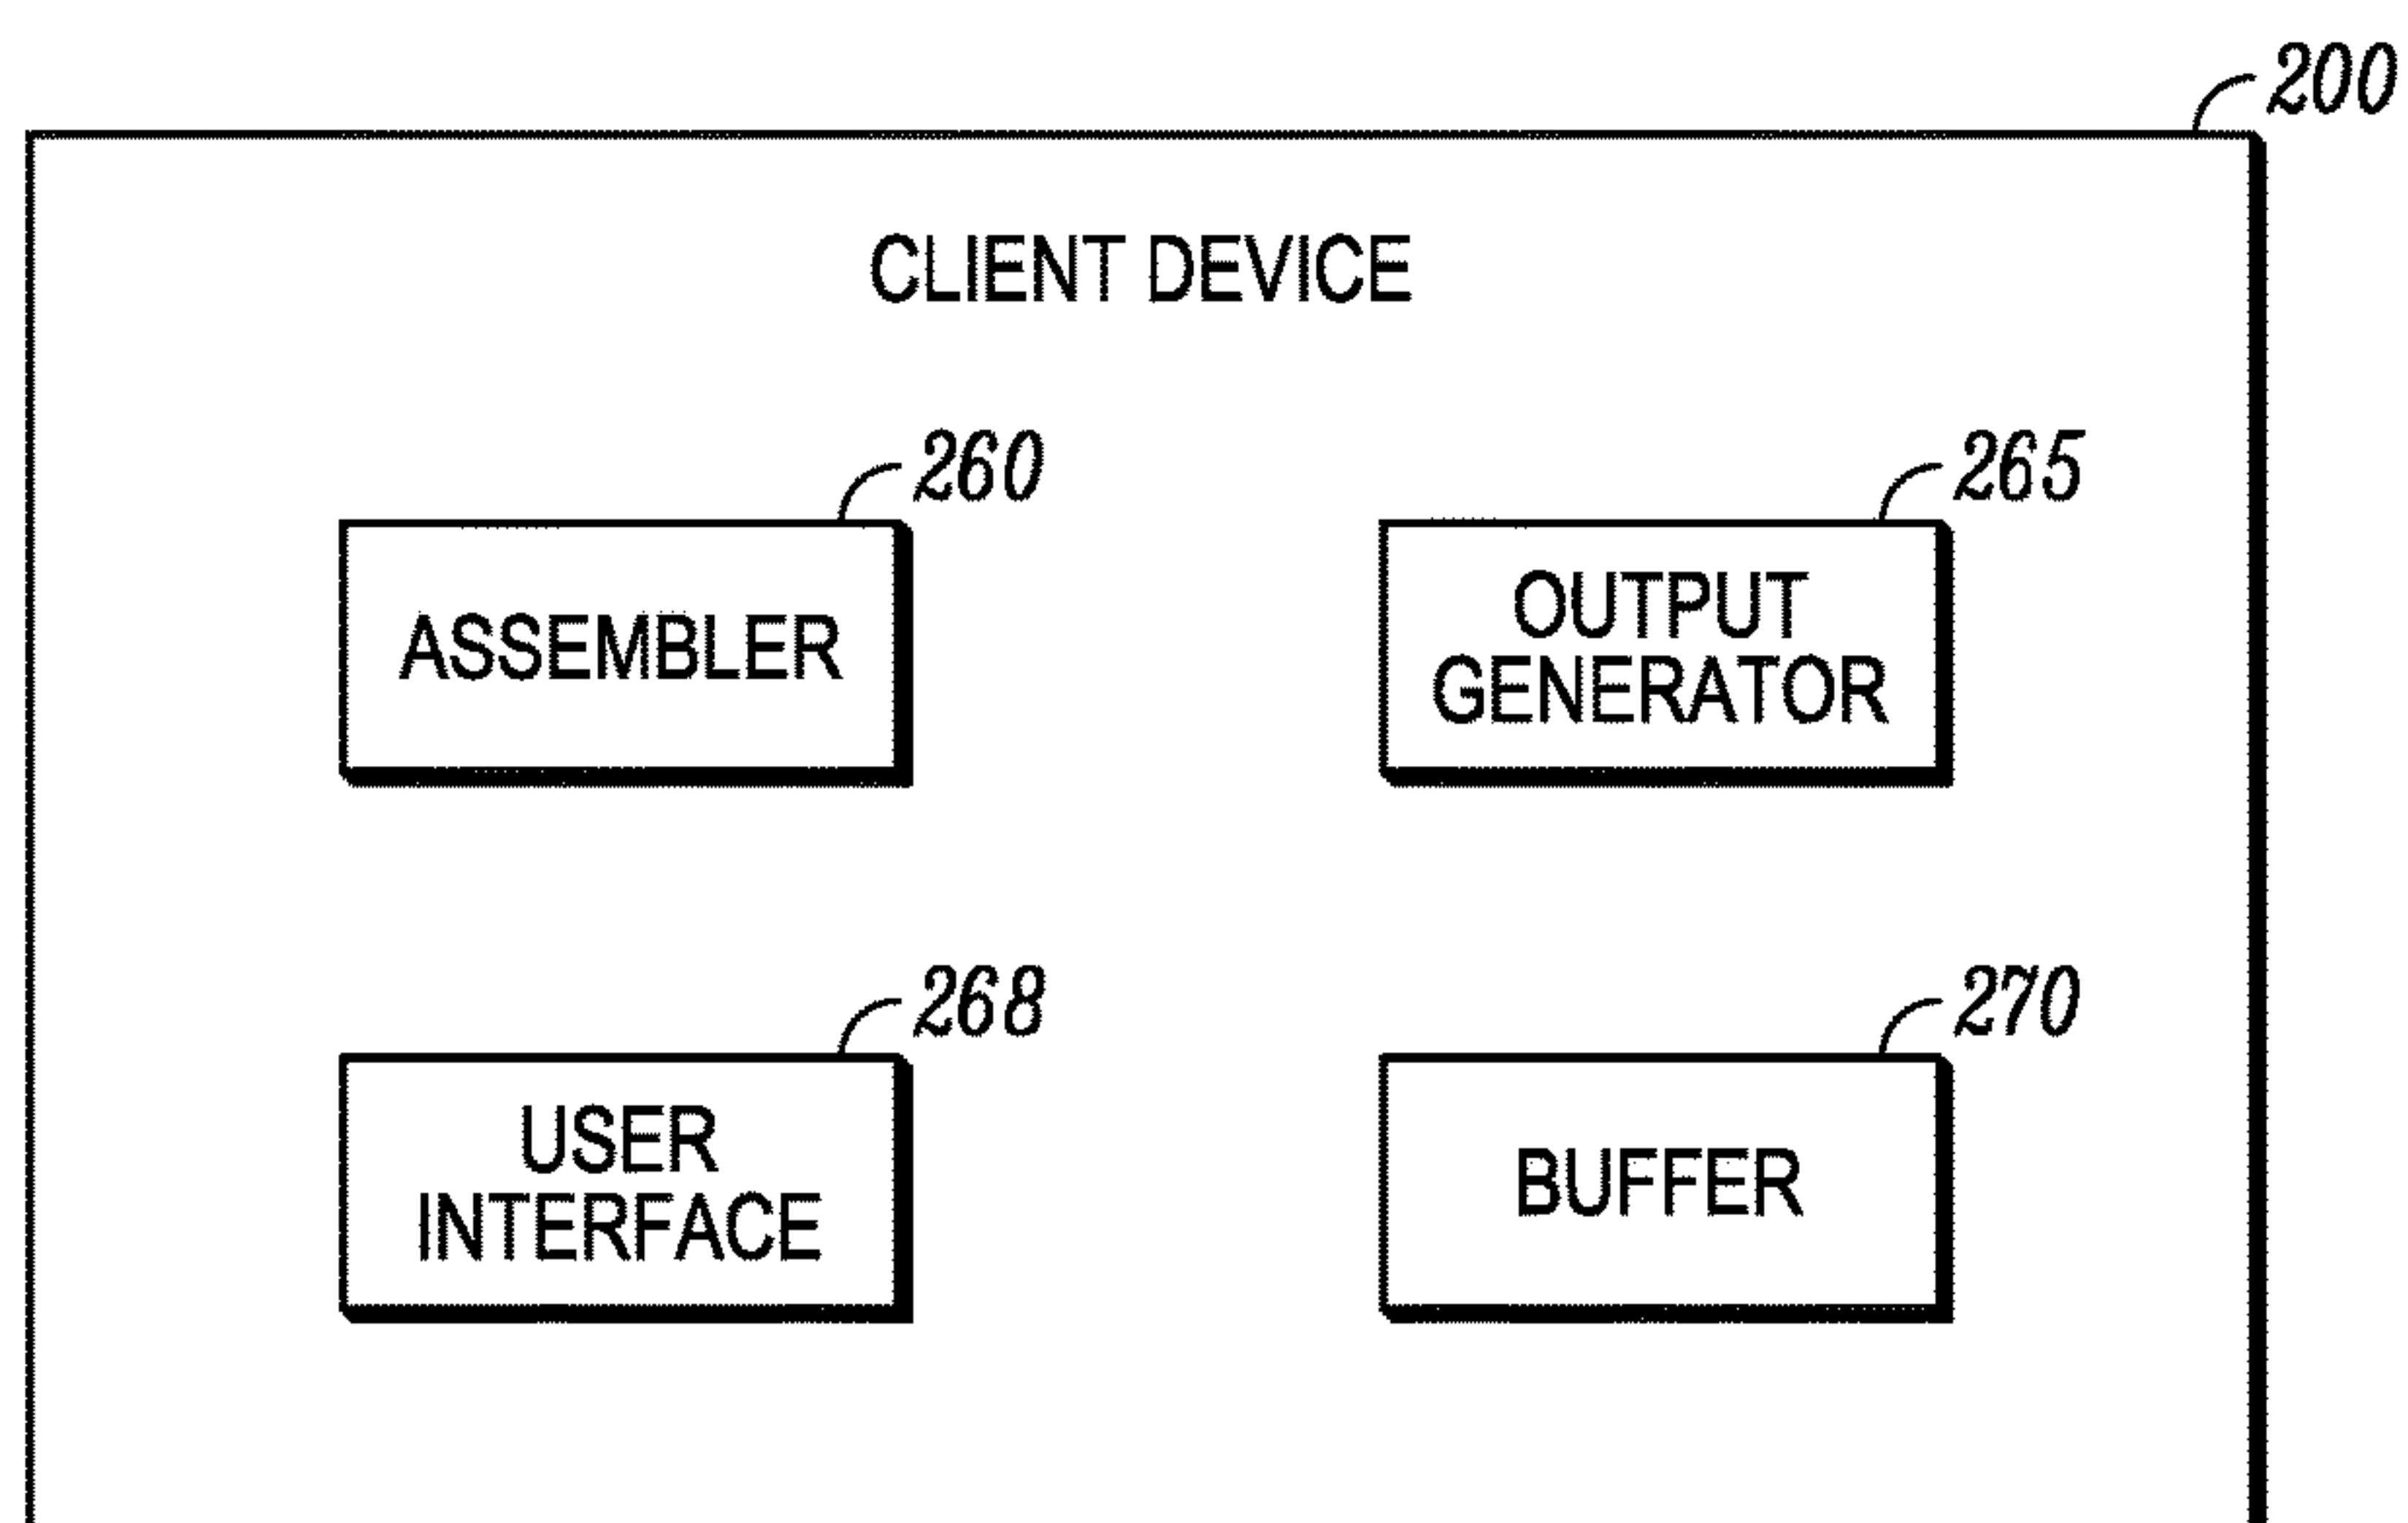 200
CLIENT DEVICE
260
265
ASSEMBLER
OUTPUT
GENERATOR
268
270
USER
INTERFACE
BUFFER